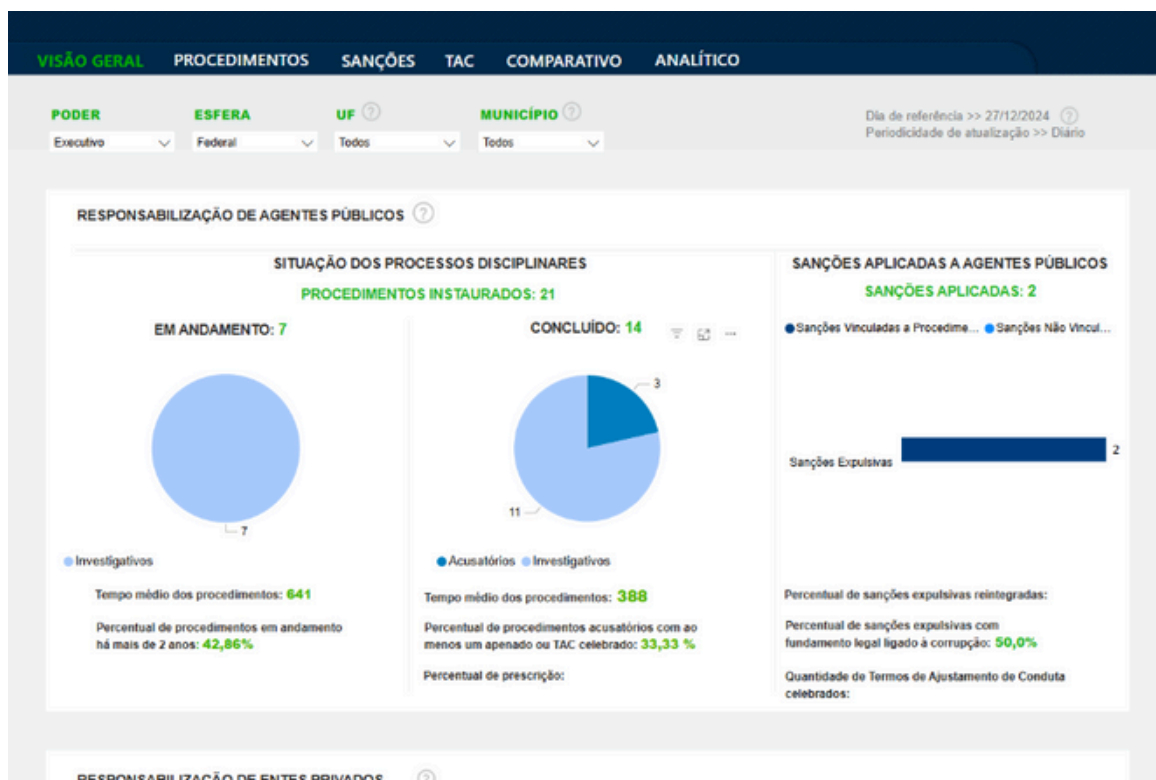 VISÃO GERAL PROCEDIMENTOS SANÇÕES TAC COMPARATIVO ANALÍTICO
PODER ESFERA UF ? MUNICÍPIO ?
Executivo Federal Todos Todos
Dia de referência >> 27/12/2024 ?
Periodicidade de atualização >> Diário
RESPONSABILIZAÇÃO DE AGENTES PÚBLICOS ?
SITUAÇÃO DOS PROCESSOS DISCIPLINARES
PROCEDIMENTOS INSTAURADOS: 21
EM ANDAMENTO: 7
7
Investigativos
Tempo médio dos procedimentos: 641
Percentual de procedimentos em andamento
há mais de 2 anos: 42,86%
CONCLUÍDO: 14
3
11
Acusatórios Investigativos
Tempo médio dos procedimentos: 388
Percentual de procedimentos acusatórios com ao
menos um apenado ou TAC celebrado: 33,33 %
Percentual de prescrição:
SANÇÕES APLICADAS A AGENTES PÚBLICOS
SANÇÕES APLICADAS: 2
Sanções Vinculadas a Procedime... Sanções Não Vincul...
Sanções Expulsivas 2
Percentual de sanções expulsivas reintegradas:
Percentual de sanções expulsivas com
fundamento legal ligado à corrupção: 50,0%
Quantidade de Termos de Ajustamento de Conduta
celebrados:
RESPONSABILIZAÇÃO DE ENTES PRIVADOS ?